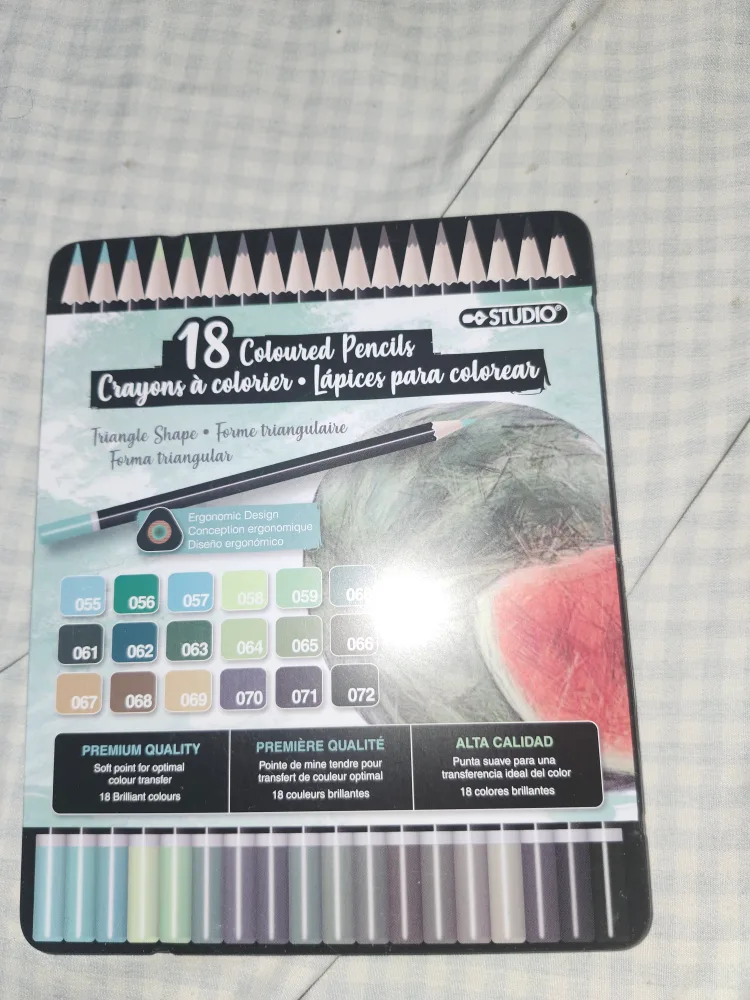 STUDIO
18 Coloured Pencils
Crayons à colorier • Lápices para colorear
Triangle Shape • Forme triangulaire
Forma triangular
Ergonomic Design
Conception ergonomique
Diseño ergonómico
055 056 057 058 059 060
061 062 063 064 065 066
067 068 069 070 071 072
PREMIUM QUALITY
Soft point for optimal
colour transfer
18 Brilliant colours
PREMIÈRE QUALITÉ
Pointe de mine tendre pour
transfert de couleur optimal
18 couleurs brillantes
ALTA CALIDAD
Punta suave para una
transferencia ideal del color
18 colores brillantes